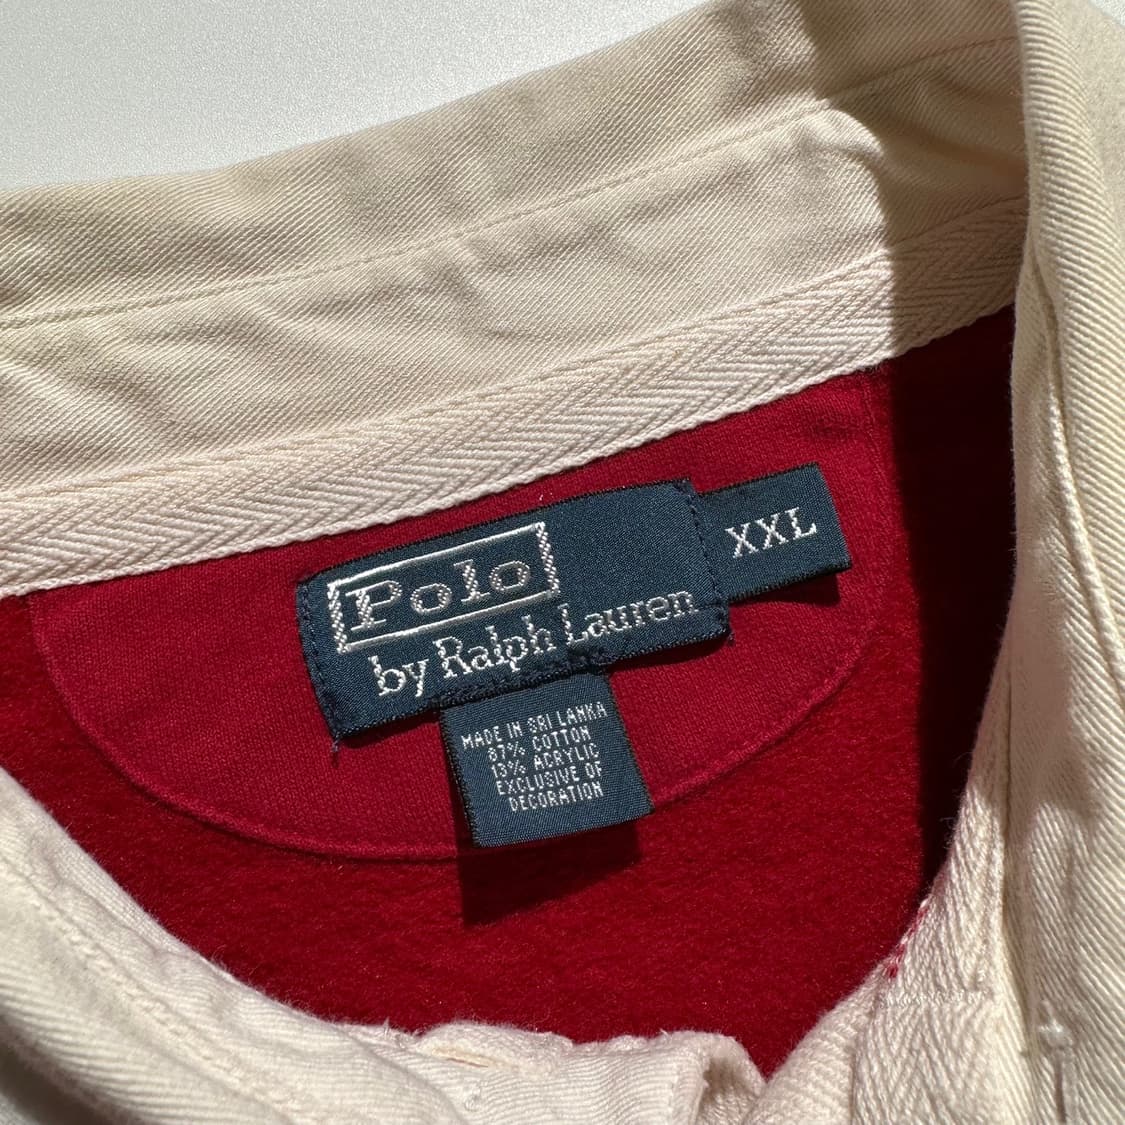 Polo
by Ralph Lauren
XXL
MADE IN SRI LANKA
87% COTTON
13% ACRYLIC
EXCLUSIVE OF
DECORATION